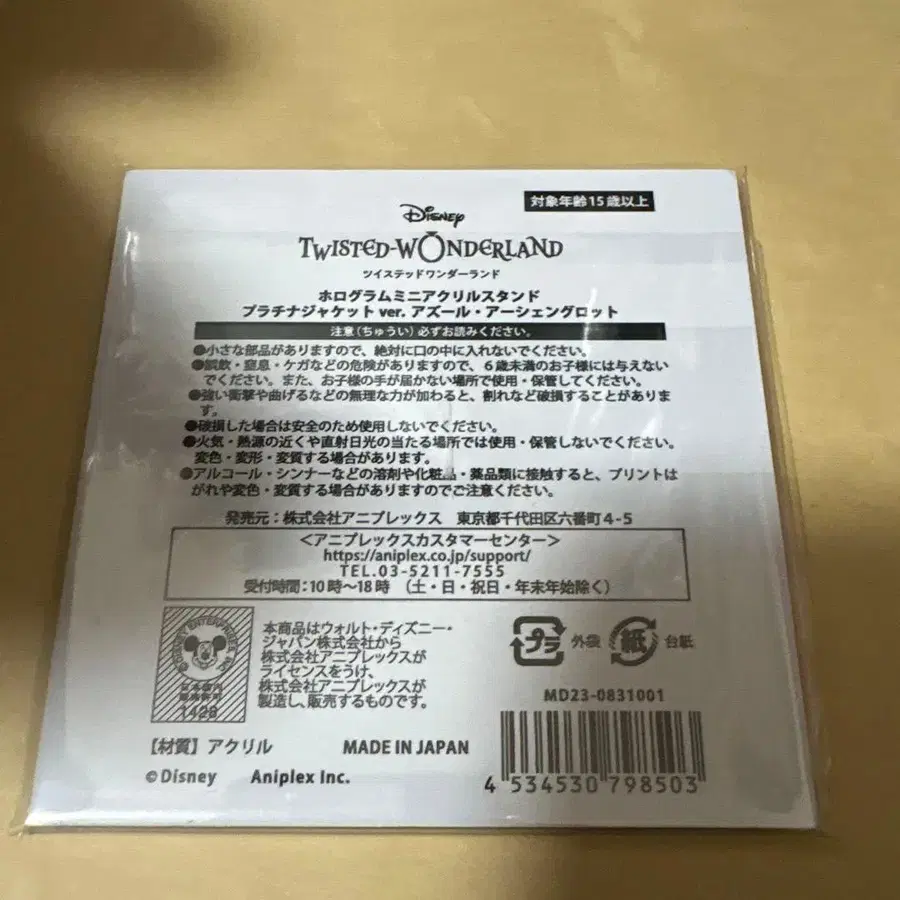 対象年齢15歳以上
Disney
TWISTED-WONDERLAND
ツイステッドワンダーランド
ホログラムミニアクリルスタンド
プラチナジャケット ver. アズール・アーシェングロット
注意(ちゅうい)必ずお読みください。
●小さな部品がありますので、絶対に口の中に入れないでください。
●誤飲・窒息・ケガなどの危険がありますので、6歳未満のお子様には与えない
でください。また、お子様の手が届かない場所で使用・保管してください。
●強い衝撃や曲げるなどの無理な力が加わると、割れなど破損することがありま
す。
●破損した場合は安全のため使用しないでください。
●火気・熱源の近くや直射日光の当たる場所では使用・保管しないでください。
変色・変形・変質する場合があります。
●アルコール・シンナーなどの溶剤や化粧品・薬品類に接触すると、プリントは
がれや変色・変質する場合がありますのでご注意ください。
発売元:株式会社アニプレックス 東京都千代田区六番町4-5
<アニプレックスカスタマーセンター>
https://aniplex.co.jp/support/
TEL.03-5211-7555
受付時間:10時〜18時 (土・日・祝日・年末年始除く)
本商品はウォルト・ディズニー・
ジャパン株式会社から
株式会社アニプレックスが
ライセンスをうけ、
株式会社アニプレックスが
製造し、販売するものです。
1428
プラ 外袋 紙 台紙
MD23-0831001
【材質】アクリル MADE IN JAPAN
©Disney Aniplex Inc.
4 534530 798503